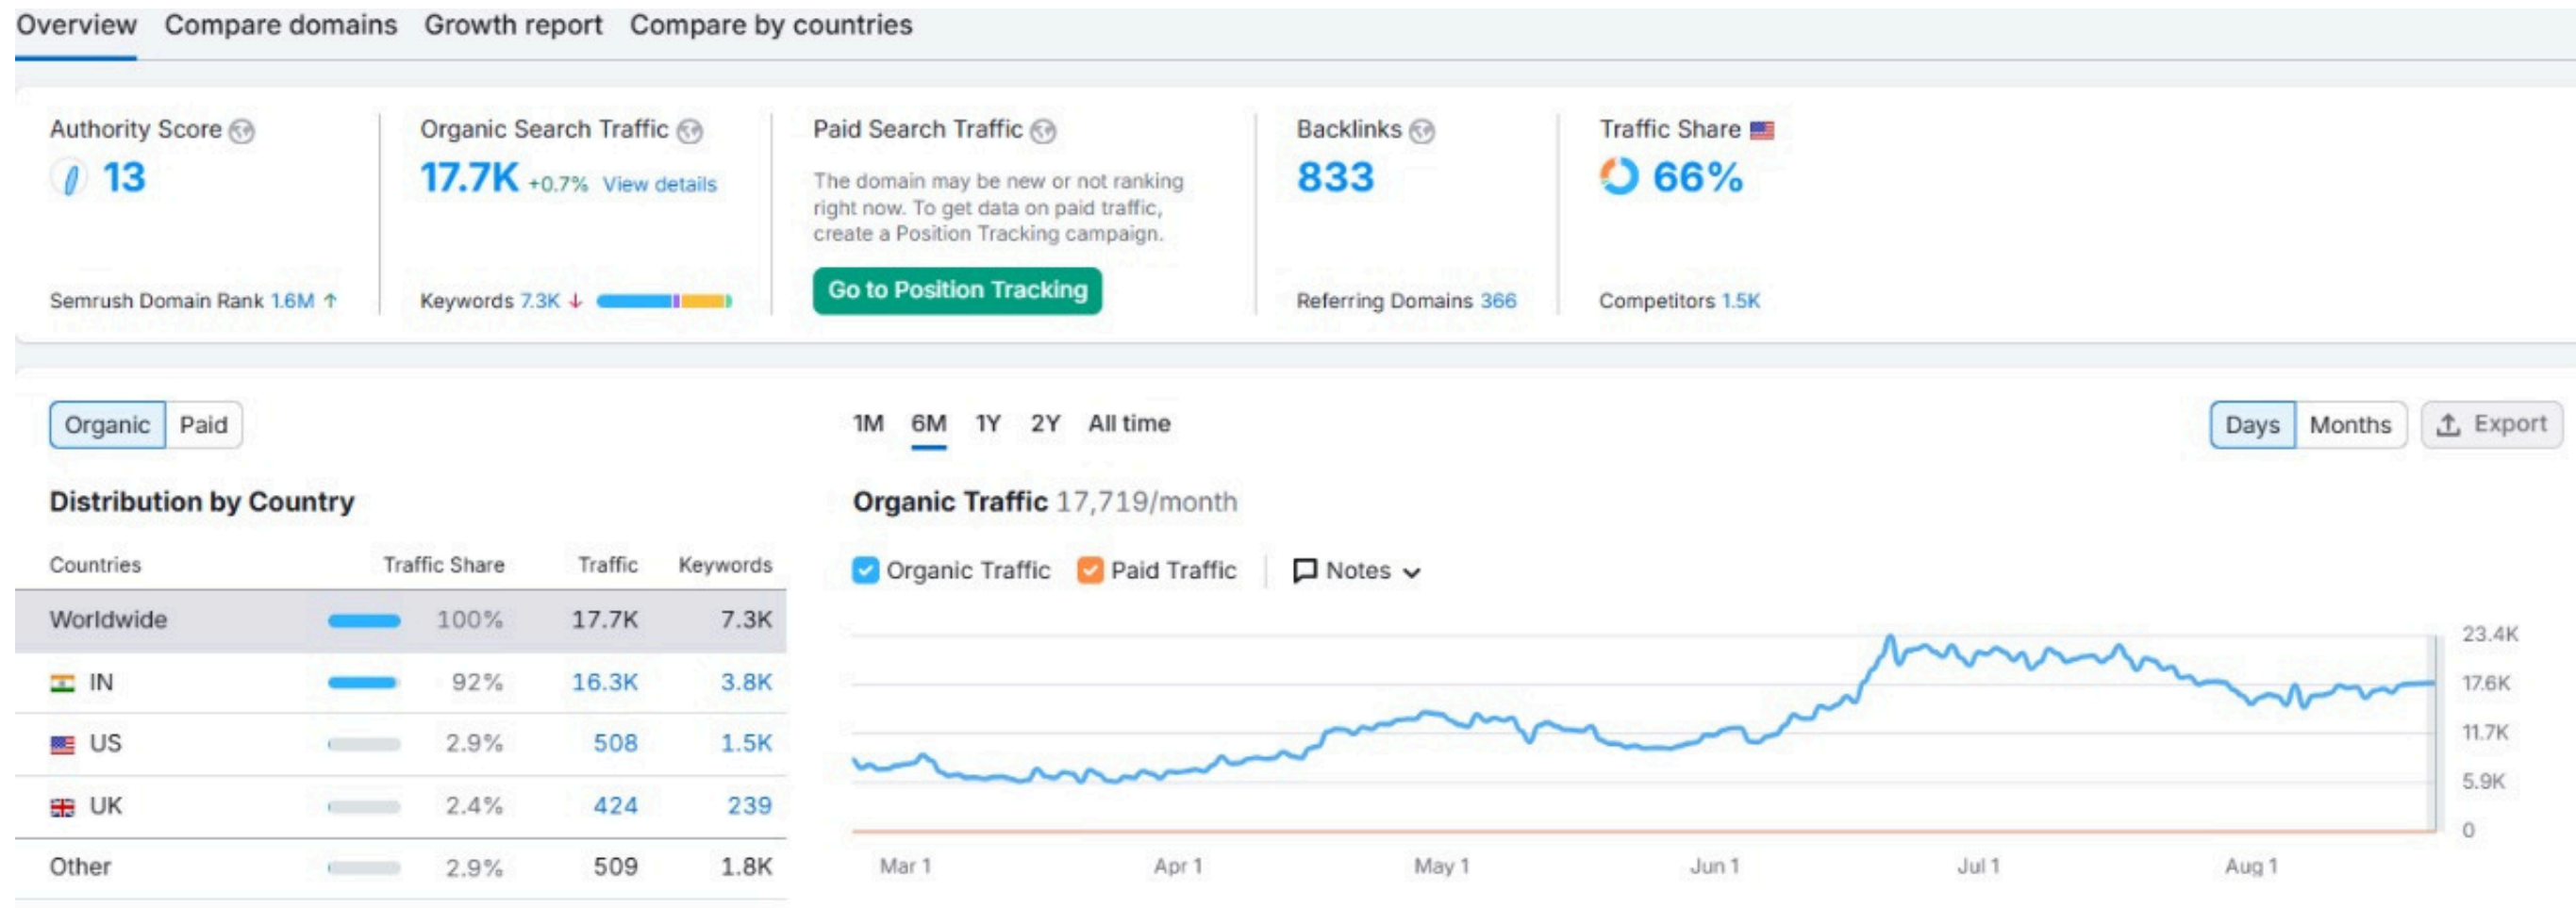 Overview Compare domains Growth report Compare by countries
Authority Score
13
Semrush Domain Rank 1.6M ↑
Organic Search Traffic
17.7K +0.7% View details
Keywords 7.3K ↓
Paid Search Traffic
The domain may be new or not ranking
right now. To get data on paid traffic,
create a Position Tracking campaign.
Go to Position Tracking
Backlinks
833
Referring Domains 366
Traffic Share
66%
Competitors 1.5K
Organic Paid
Distribution by Country
Countries Traffic Share Traffic Keywords
Worldwide 100% 17.7K 7.3K
IN 92% 16.3K 3.8K
US 2.9% 508 1.5K
UK 2.4% 424 239
Other 2.9% 509 1.8K
1M 6M 1Y 2Y All time
Days Months Export
Organic Traffic 17,719/month
Organic Traffic Paid Traffic Notes
23.4K
17.6K
11.7K
5.9K
0
Mar 1 Apr 1 May 1 Jun 1 Jul 1 Aug 1